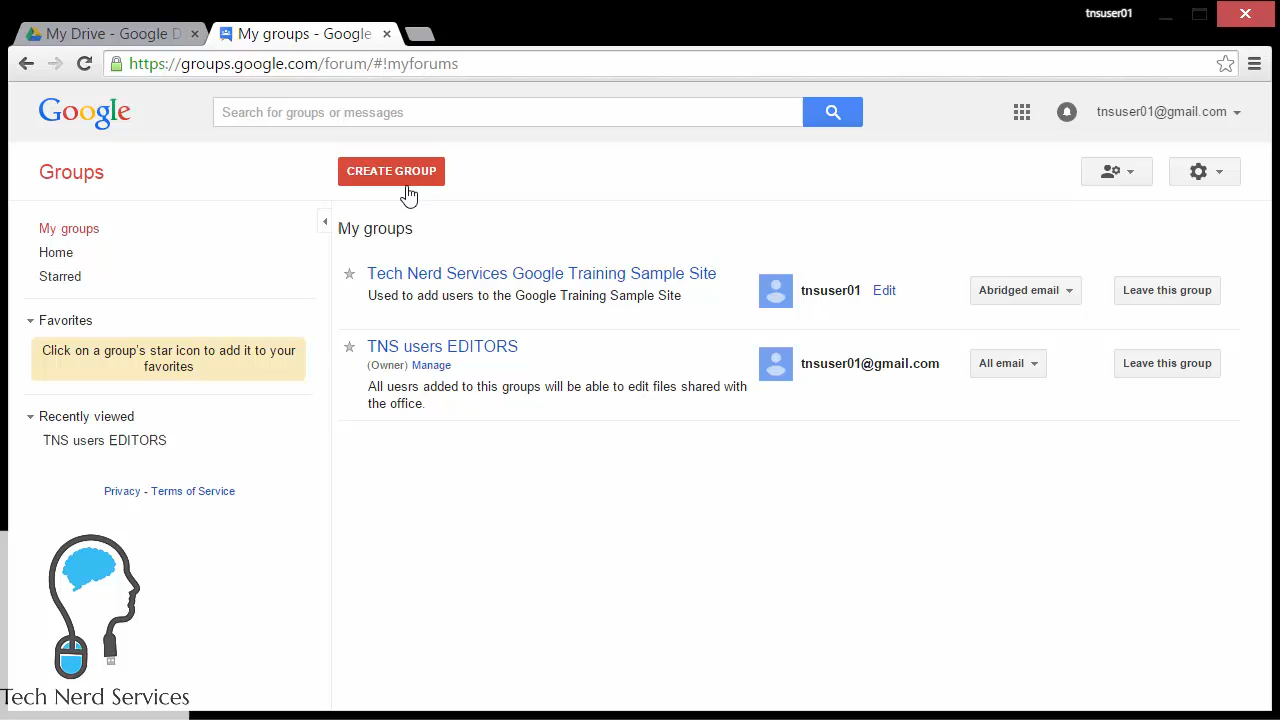 tnsuser01
My Drive - Google D
My groups - Google
https://groups.google.com/forum/#!myforums
Google
Search for groups or messages
tnsuser01@gmail.com
Groups
CREATE GROUP
My groups
Home
Starred
Favorites
Click on a group's star icon to add it to your
favorites
Recently viewed
TNS users EDITORS
Privacy - Terms of Service
Tech Nerd Services
My groups
Tech Nerd Services Google Training Sample Site
Used to add users to the Google Training Sample Site
tnsuser01 Edit
Abridged email
Leave this group
TNS users EDITORS
(Owner) Manage
All uesrs added to this groups will be able to edit files shared with
the office.
tnsuser01@gmail.com
All email
Leave this group